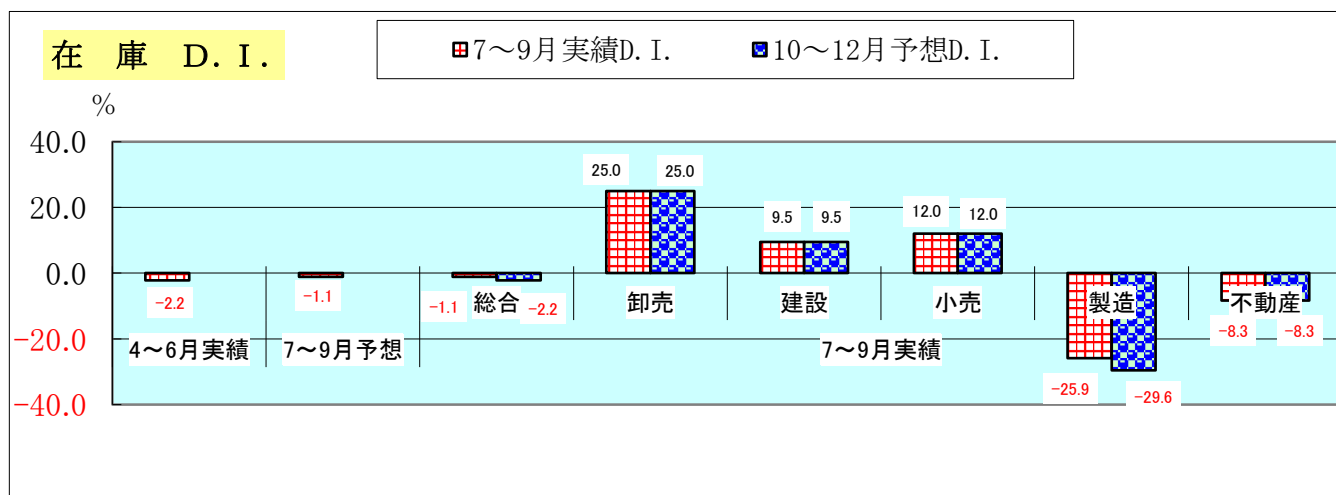 在　庫　D.I.
7～9月実績D.I.　10～12月予想D.I.
%
40.0
20.0
0.0
-20.0
-40.0
25.0　25.0
9.5　9.5
12.0　12.0
-2.2
-1.1
-1.1　総合　-2.2
卸売
建設
小売
製造
不動産
-8.3　-8.3
4～6月実績　7～9月予想　7～9月実績
-25.9　-29.6